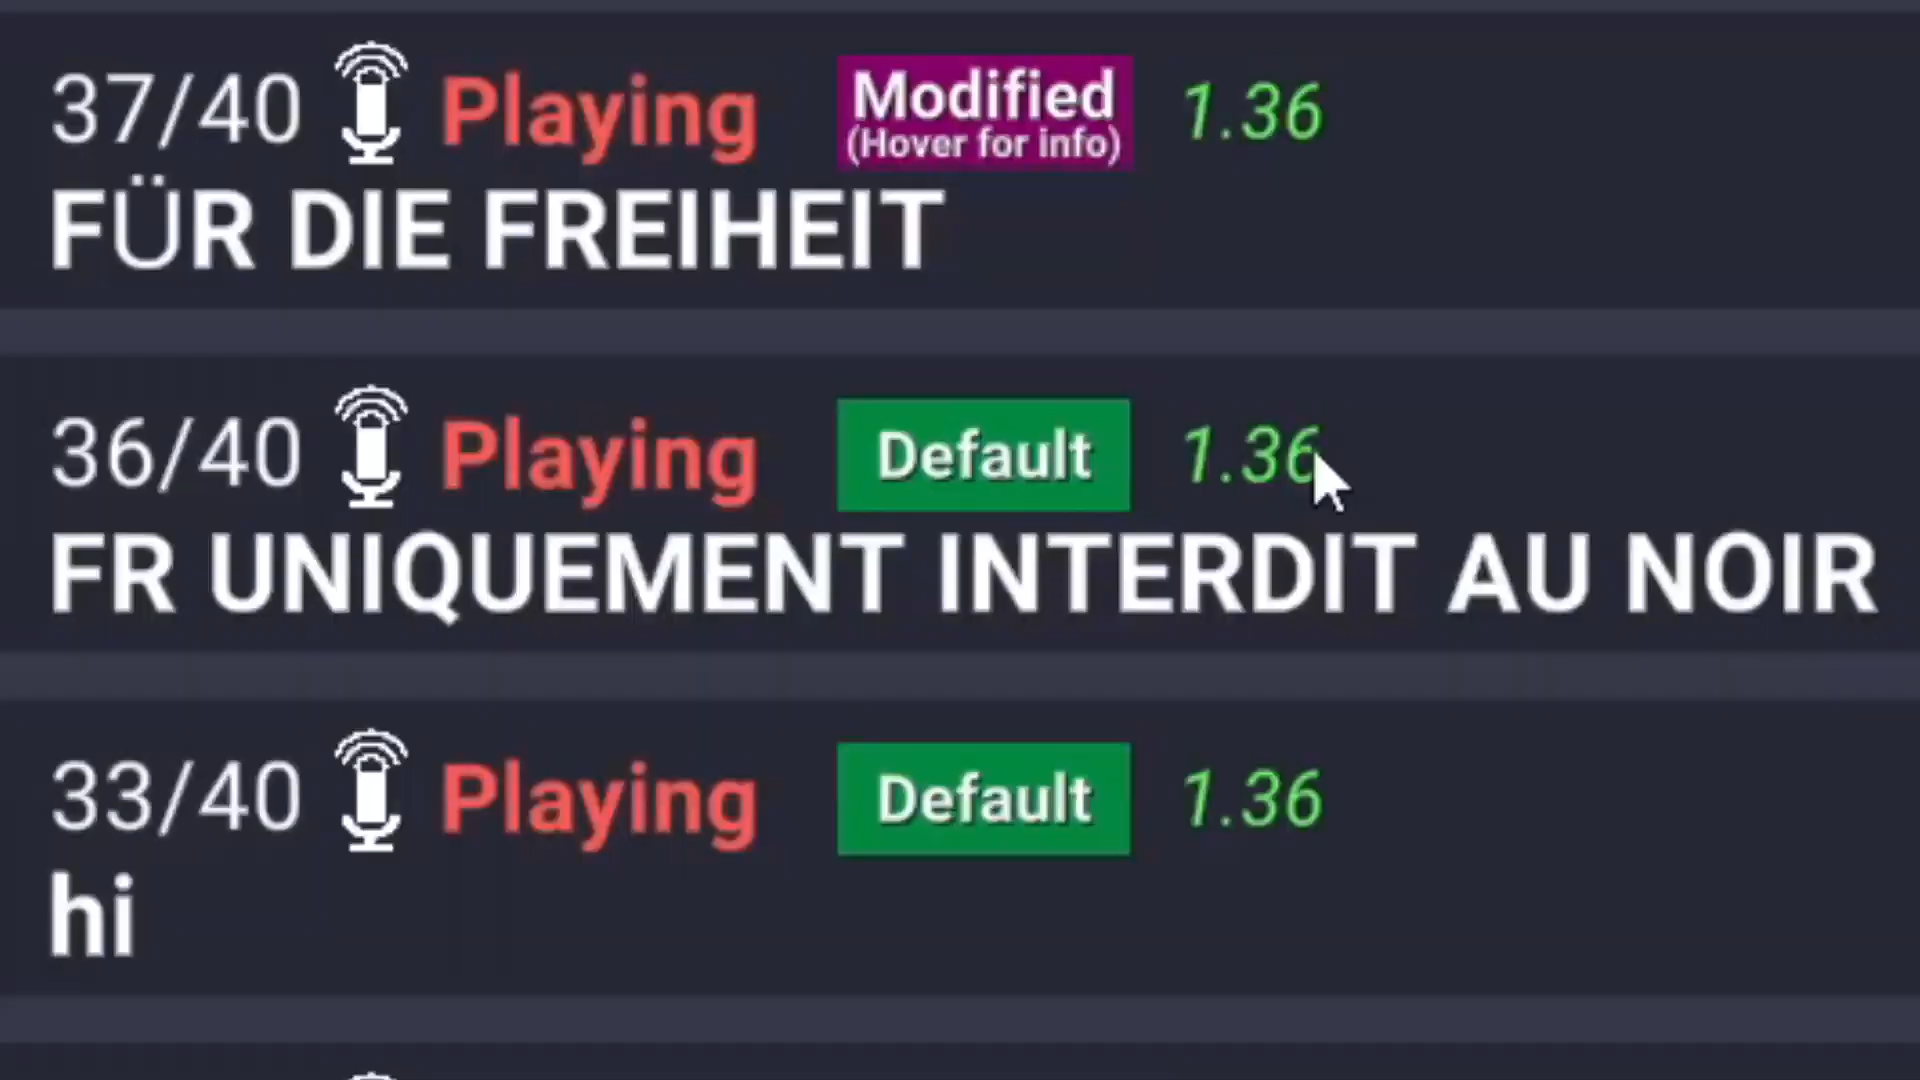 37/40 Playing Modified 1.36
(Hover for info)
FÜR DIE FREIHEIT
36/40 Playing Default 1.36
FR UNIQUEMENT INTERDIT AU NOIR
33/40 Playing Default 1.36
hi